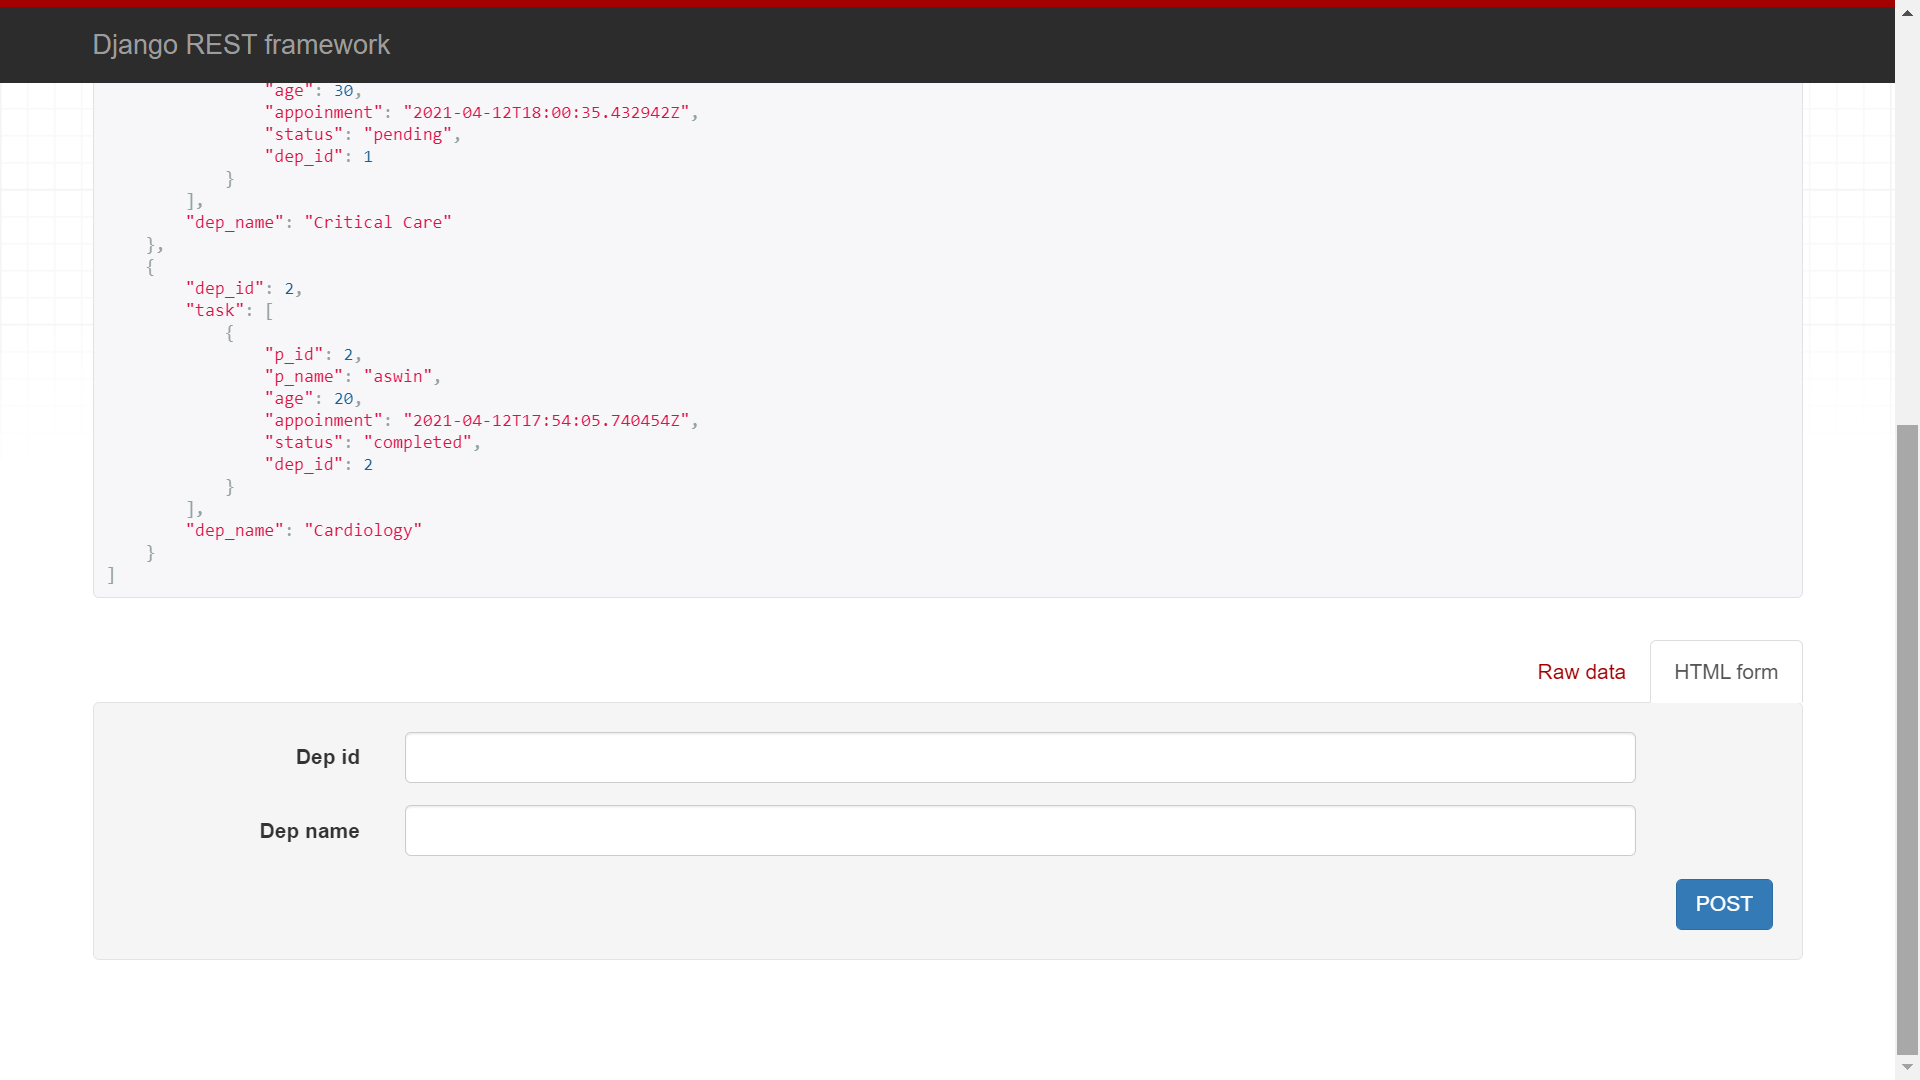 Django REST framework
"age": 30,
"appoinment": "2021-04-12T18:00:35.432942Z",
"status": "pending",
"dep_id": 1
}
],
"dep_name": "Critical Care"
},
{
"dep_id": 2,
"task": [
{
"p_id": 2,
"p_name": "aswin",
"age": 20,
"appoinment": "2021-04-12T17:54:05.740454Z",
"status": "completed",
"dep_id": 2
}
],
"dep_name": "Cardiology"
}
]
Raw data HTML form
Dep id
Dep name
POST